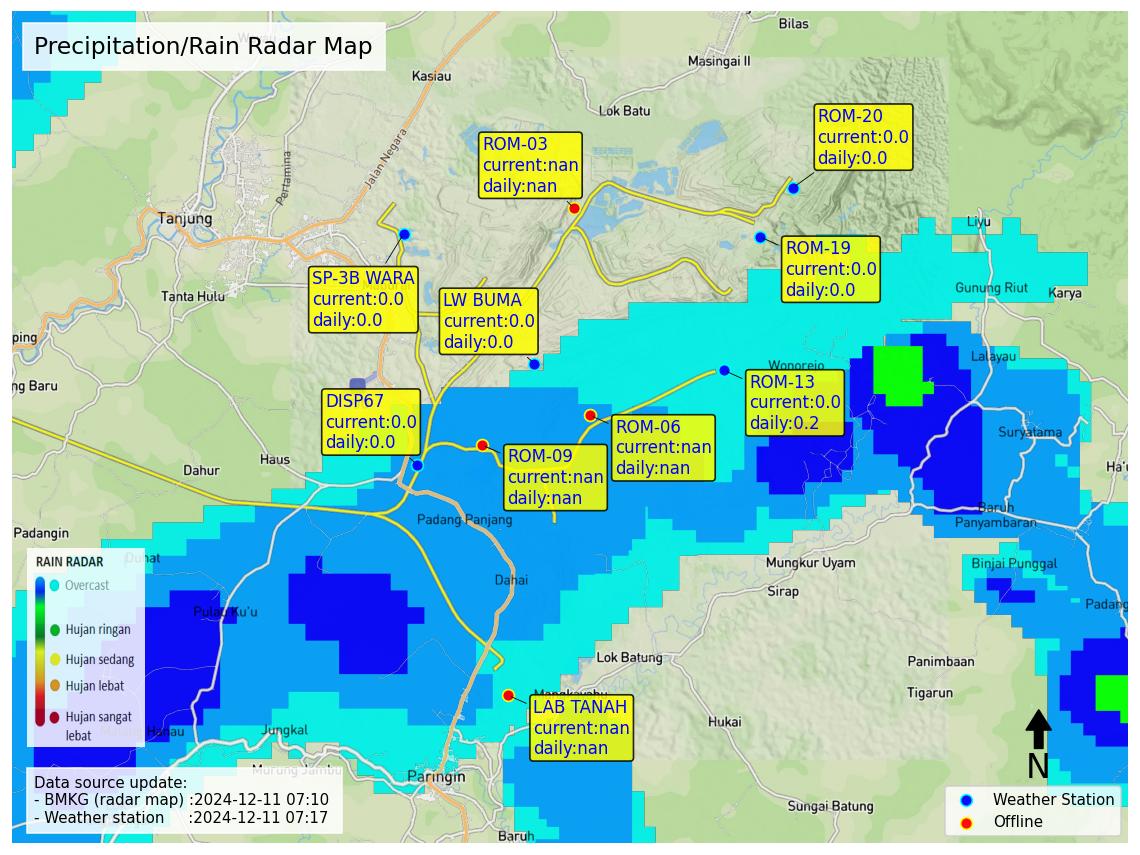 Precipitation/Rain Radar Map
Bilas
Masingai II
Kasiau
Lok Batu
ROM-20
current:0.0
daily:0.0
ROM-03
current:nan
daily:nan
Jalan Negara
Pertamina
Tanjung
Liyu
ROM-19
current:0.0
daily:0.0
SP-3B WARA
current:0.0
daily:0.0
LW BUMA
current:0.0
daily:0.0
Tanta Hulu
Gunung Riut
Karya
ping
Lalayau
Wonorejo
ng Baru
ROM-13
current:0.0
daily:0.2
DISP67
current:0.0
daily:0.0
ROM-06
current:nan
daily:nan
Suryatama
ROM-09
current:nan
daily:nan
Haus
Dahur
Ha'u
Baruh
Panyambaran
Padang Panjang
Padangin
Duhat
Mungkur Uyam
Binjai Punggal
Dahai
Sirap
Padang
Pulau Ku'u
RAIN RADAR
Overcast
Hujan ringan
Hujan sedang
Hujan lebat
Hujan sangat
lebat
Lok Batung
Panimbaan
Tigarun
Mangkayahu
LAB TANAH
current:nan
daily:nan
Hukai
Hanau
Jungkal
Murung Jambu
Paringin
N
Data source update:
- BMKG (radar map) :2024-12-11 07:10
- Weather station :2024-12-11 07:17
Sungai Batung
Baruh
Weather Station
Offline